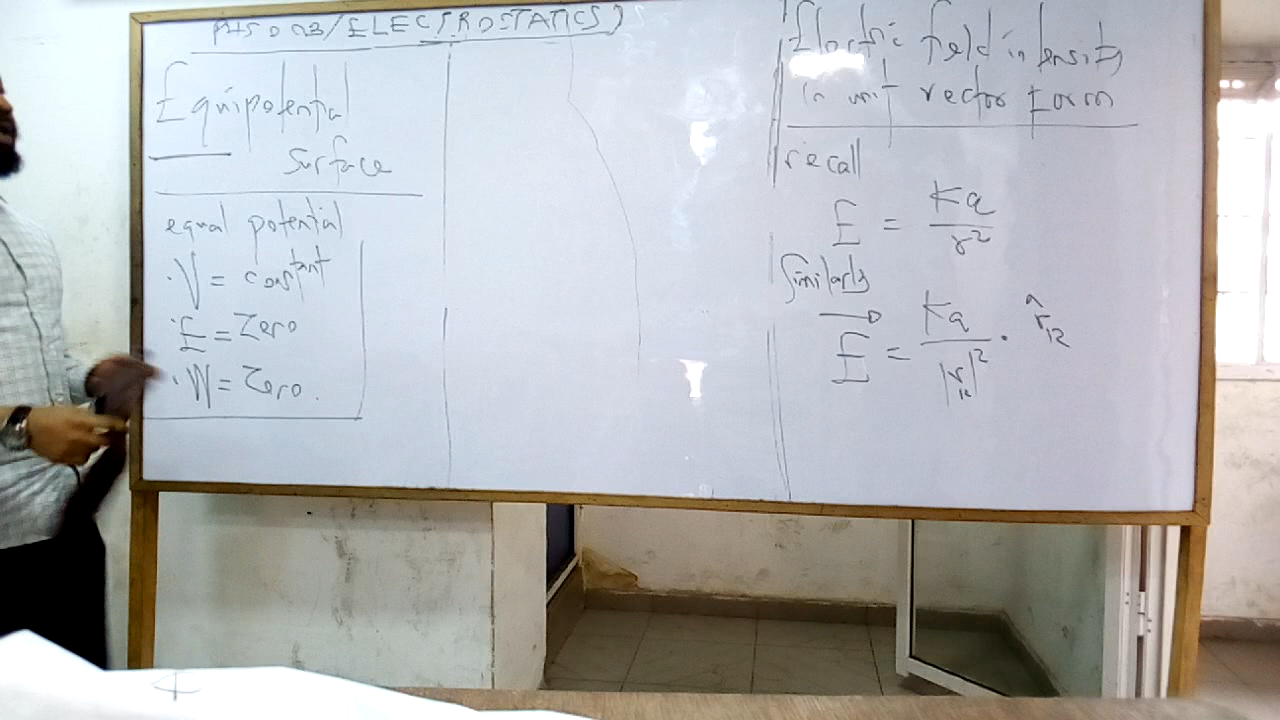 PHS 003/ELECTROSTATICS)
Equipotential
Surface
equal potential
.V = constant
.E = Zero
.W = Zero.
Electric field intensity
in unit vector form
recall
E = Kq/r²
Similarly
→E = Kq/|r₁₂|² . r̂₁₂